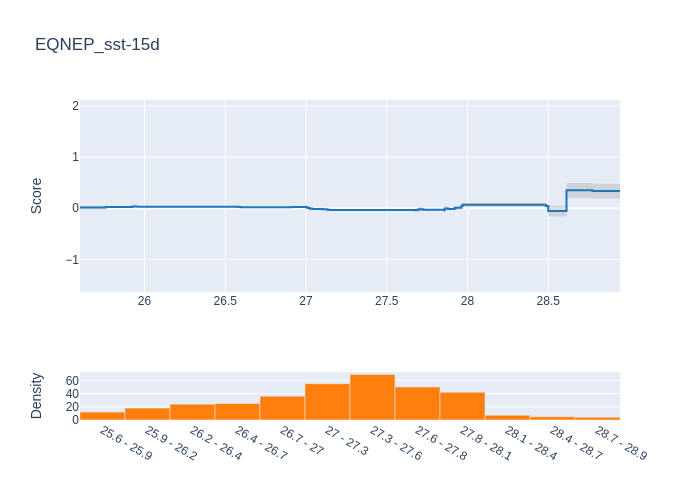 EQNEP_sst-15d
Score
2
1
0
−1
26
26.5
27
27.5
28
28.5
Density
60
40
20
0
25.6 - 25.9
25.9 - 26.2
26.2 - 26.4
26.4 - 26.7
26.7 - 27
27 - 27.3
27.3 - 27.6
27.6 - 27.8
27.8 - 28.1
28.1 - 28.4
28.4 - 28.7
28.7 - 28.9